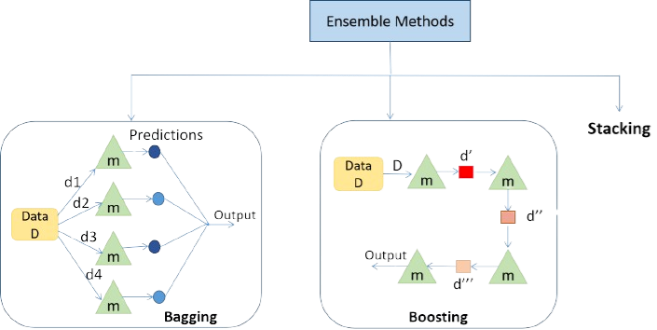 Ensemble Methods
Stacking
Predictions
m
d1
d2
m
Data
D
d3
m
d4
m
Output
Bagging
Data
D
D
m
d'
m
d''
m
d'''
m
Output
Boosting